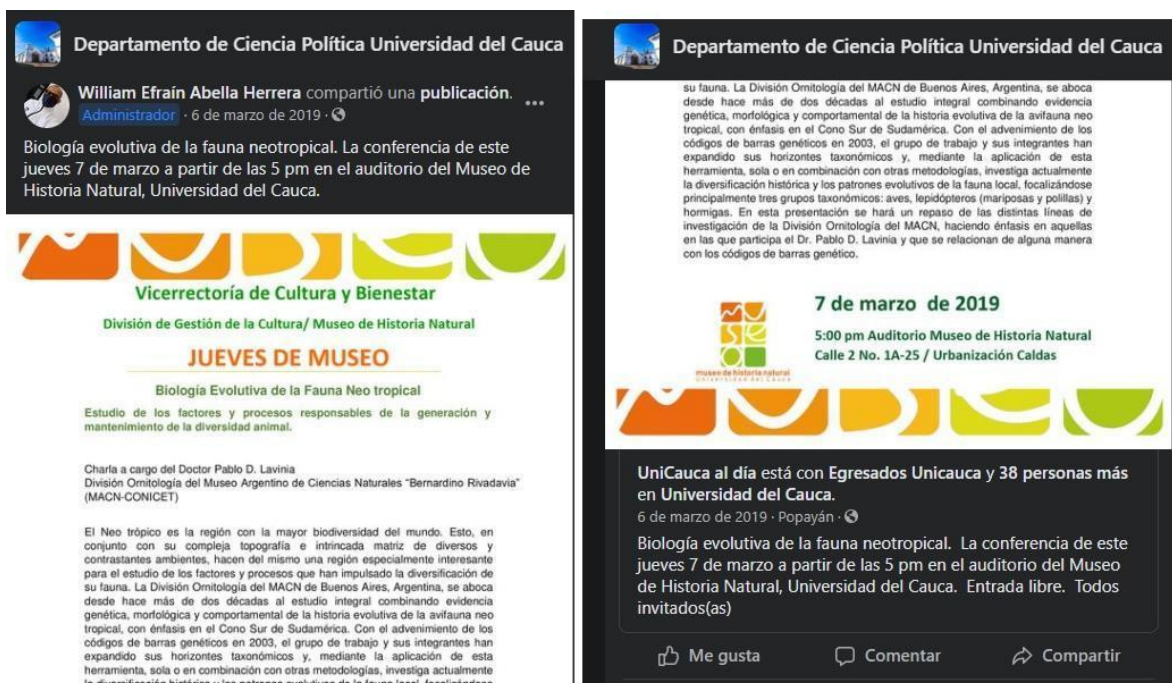 Departamento de Ciencia Política Universidad del Cauca
William Efraín Abella Herrera compartió una publicación.
Administrador · 6 de marzo de 2019 ·
Biología evolutiva de la fauna neotropical. La conferencia de este
jueves 7 de marzo a partir de las 5 pm en el auditorio del Museo de
Historia Natural, Universidad del Cauca.
Vicerrectoría de Cultura y Bienestar
División de Gestión de la Cultura/ Museo de Historia Natural
JUEVES DE MUSEO
Biología Evolutiva de la Fauna Neo tropical
Estudio de los factores y procesos responsables de la generación y
mantenimiento de la diversidad animal.
Charla a cargo del Doctor Pablo D. Lavinia
División Ornitología del Museo Argentino de Ciencias Naturales "Bernardino Rivadavia"
(MACN-CONICET)
El Neo trópico es la región con la mayor biodiversidad del mundo. Esto, en
conjunto con su compleja topografía e intrincada matriz de diversos y
contrastantes ambientes, hacen del mismo una región especialmente interesante
para el estudio de los factores y procesos que han impulsado la diversificación de
su fauna. La División Ornitología del MACN de Buenos Aires, Argentina, se aboca
desde hace más de dos décadas al estudio integral combinando evidencia
genética, morfológica y comportamental de la historia evolutiva de la avifauna neo
tropical, con énfasis en el Cono Sur de Sudamérica. Con el advenimiento de los
códigos de barras genéticos en 2003, el grupo de trabajo y sus integrantes han
expandido sus horizontes taxonómicos y, mediante la aplicación de esta
herramienta, sola o en combinación con otras metodologías, investiga actualmente
la diversificación histórica y los patrones evolutivos de la fauna local, focalizándose
Departamento de Ciencia Política Universidad del Cauca
su fauna. La División Ornitología del MACN de Buenos Aires, Argentina, se aboca
desde hace más de dos décadas al estudio integral combinando evidencia
genética, morfológica y comportamental de la historia evolutiva de la avifauna neo
tropical, con énfasis en el Cono Sur de Sudamérica. Con el advenimiento de los
códigos de barras genéticos en 2003, el grupo de trabajo y sus integrantes han
expandido sus horizontes taxonómicos y, mediante la aplicación de esta
herramienta, sola o en combinación con otras metodologías, investiga actualmente
la diversificación histórica y los patrones evolutivos de la fauna local, focalizándose
principalmente tres grupos taxonómicos: aves, lepidópteros (mariposas y polillas) y
hormigas. En esta presentación se hará un repaso de las distintas líneas de
investigación de la División Ornitología del MACN, haciendo énfasis en aquellas
en las que participa el Dr. Pablo D. Lavinia y que se relacionan de alguna manera
con los códigos de barras genético.
MUSEO
museo de historia natural
Universidad del Cauca
7 de marzo de 2019
5:00 pm Auditorio Museo de Historia Natural
Calle 2 No. 1A-25 / Urbanización Caldas
UniCauca al día está con Egresados Unicauca y 38 personas más
en Universidad del Cauca.
6 de marzo de 2019 · Popayán ·
Biología evolutiva de la fauna neotropical. La conferencia de este
jueves 7 de marzo a partir de las 5 pm en el auditorio del Museo
de Historia Natural, Universidad del Cauca. Entrada libre. Todos
invitados(as)
Me gusta
Comentar
Compartir